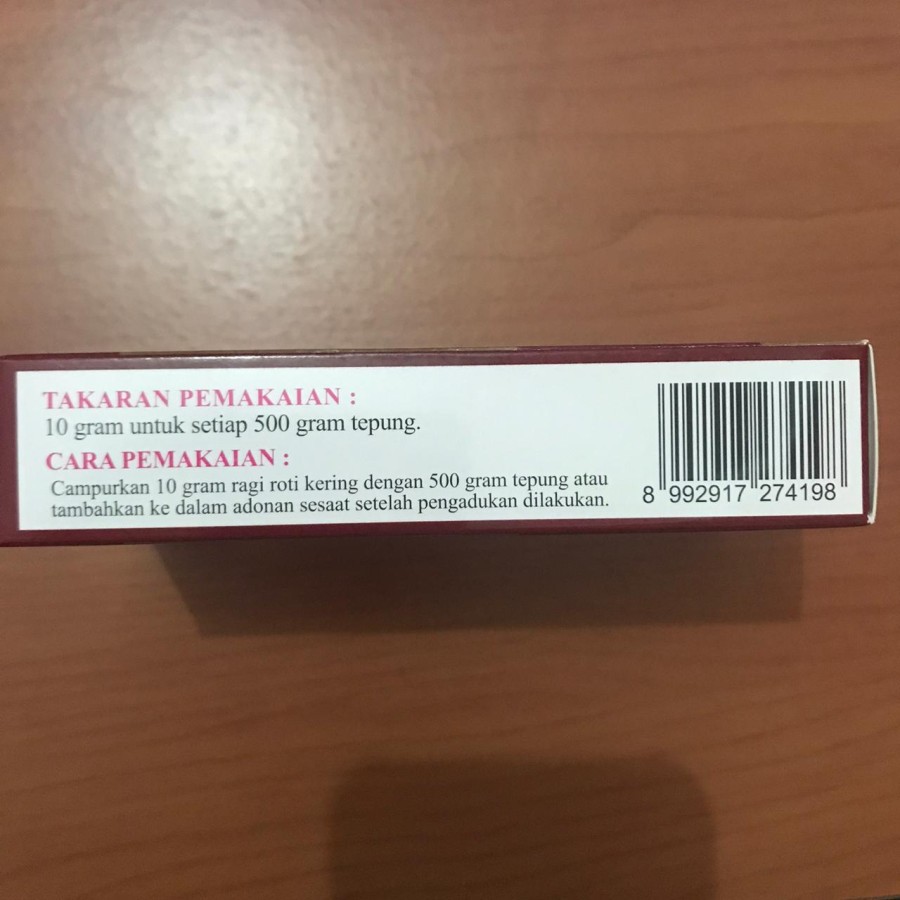 TAKARAN PEMAKAIAN :
10 gram untuk setiap 500 gram tepung.
CARA PEMAKAIAN :
Campurkan 10 gram ragi roti kering dengan 500 gram tepung atau
tambahkan ke dalam adonan sesaat setelah pengadukan dilakukan.
8 992917 274198